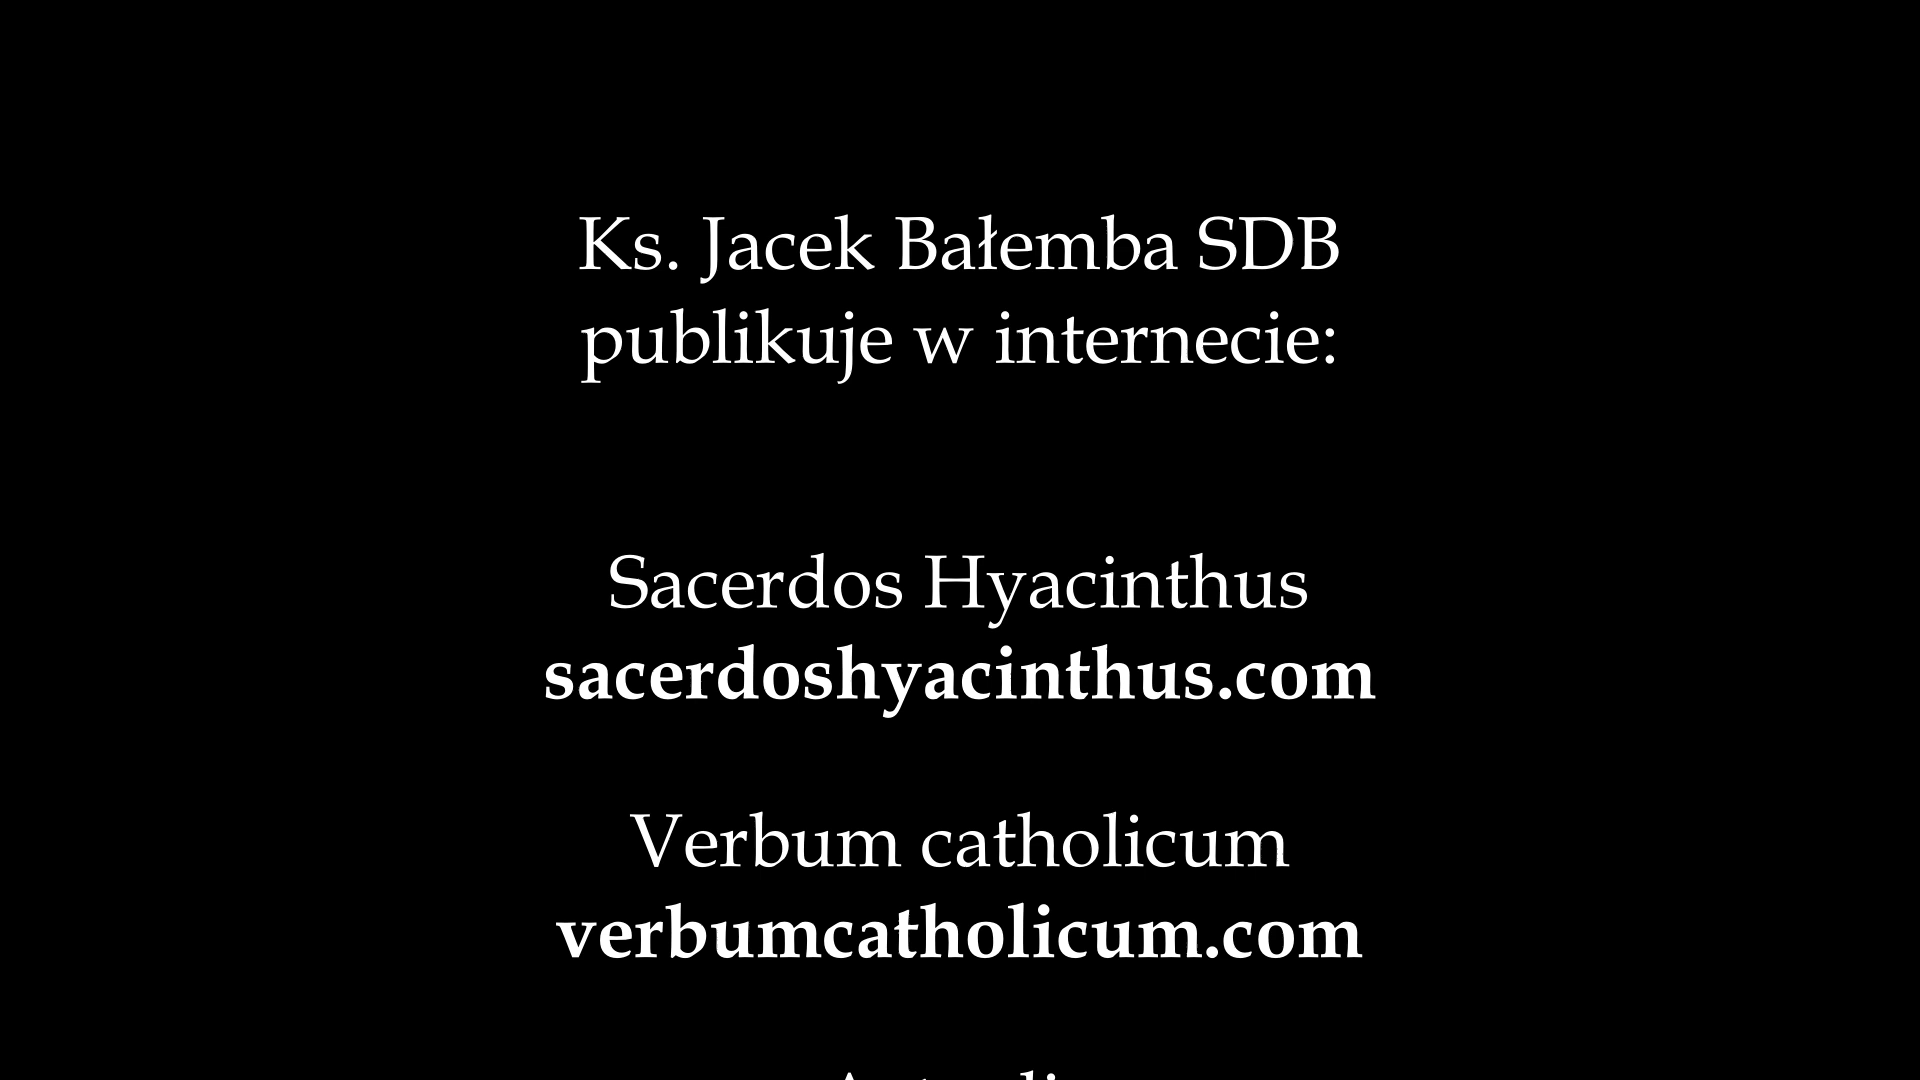 Ks. Jacek Bałemba SDB
publikuje w internecie:
Sacerdos Hyacinthus
sacerdoshyacinthus.com
Verbum catholicum
verbumcatholicum.com